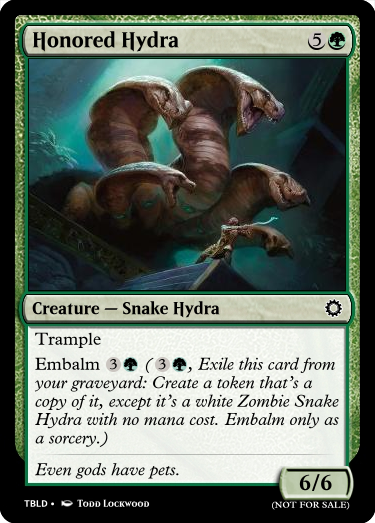 Honored Hydra 5
Creature — Snake Hydra
Trample
Embalm 3 ( 3 , Exile this card from
your graveyard: Create a token that's a
copy of it, except it's a white Zombie Snake
Hydra with no mana cost. Embalm only as
a sorcery.)
Even gods have pets.
6/6
TBLD • Todd Lockwood
(NOT FOR SALE)